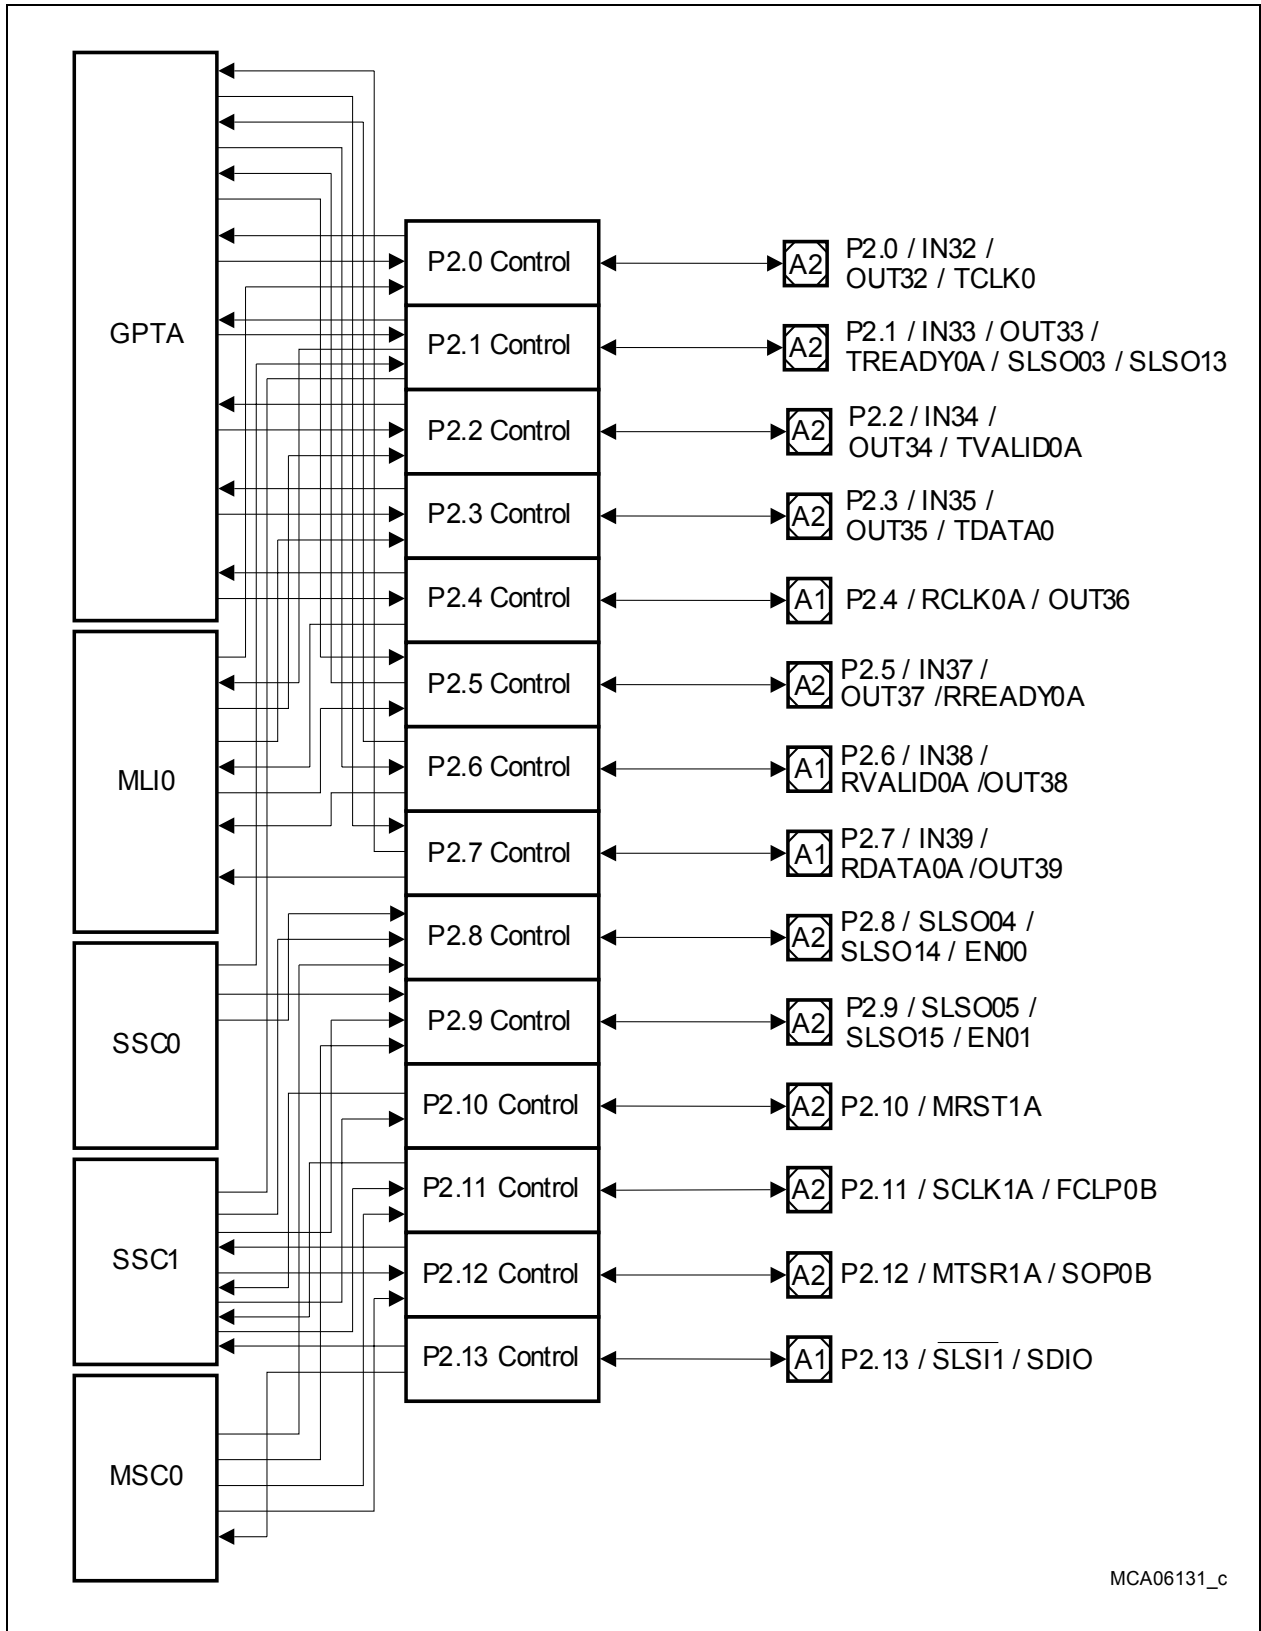 GPTA
MLI0
SSC0
SSC1
MSC0
P2.0 Control
P2.1 Control
P2.2 Control
P2.3 Control
P2.4 Control
P2.5 Control
P2.6 Control
P2.7 Control
P2.8 Control
P2.9 Control
P2.10 Control
P2.11 Control
P2.12 Control
P2.13 Control
A2
P2.0 / IN32 /
OUT32 / TCLK0
A2
P2.1 / IN33 / OUT33 /
TREADY0A / SLSO03 / SLSO13
A2
P2.2 / IN34 /
OUT34 / TVALID0A
A2
P2.3 / IN35 /
OUT35 / TDATA0
A1
P2.4 / RCLK0A / OUT36
A2
P2.5 / IN37 /
OUT37 /RREADY0A
A1
P2.6 / IN38 /
RVALID0A /OUT38
A1
P2.7 / IN39 /
RDATA0A /OUT39
A2
P2.8 / SLSO04 /
SLSO14 / EN00
A2
P2.9 / SLSO05 /
SLSO15 / EN01
A2
P2.10 / MRST1A
A2
P2.11 / SCLK1A / FCLP0B
A2
P2.12 / MTSR1A / SOP0B
A1
P2.13 / S̅L̅S̅I̅1̅ / SDIO
MCA06131_c